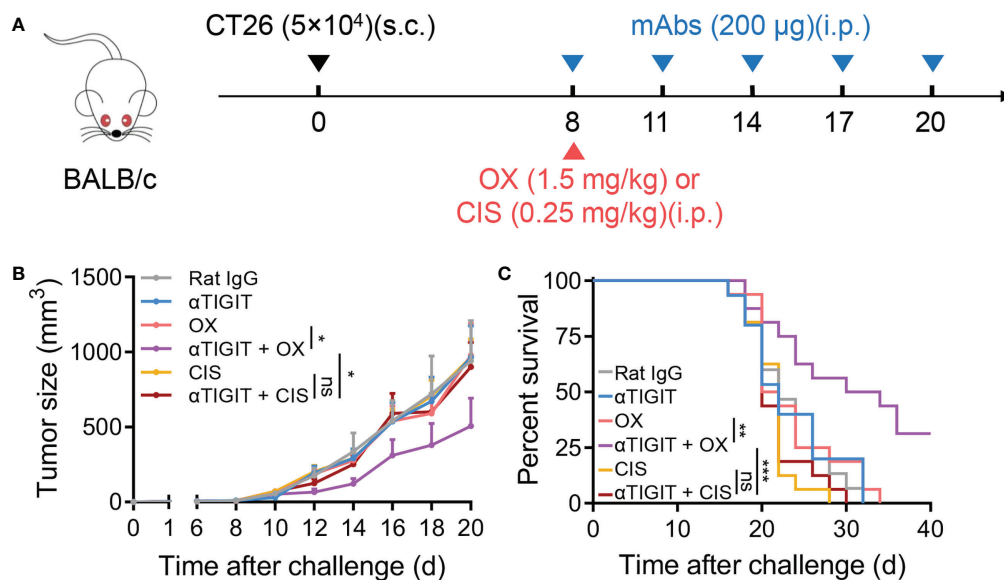 A
CT26 (5×10⁴)(s.c.)
mAbs (200 μg)(i.p.)
0
8
11
14
17
20
BALB/c
OX (1.5 mg/kg) or
CIS (0.25 mg/kg)(i.p.)
B
Tumor size (mm³)
1500
1000
500
0
Rat IgG
αTIGIT
OX
αTIGIT + OX
CIS
αTIGIT + CIS
*
ns
*
0 1 6 8 10 12 14 16 18 20
Time after challenge (d)
C
Percent survival
100
75
50
25
0
Rat IgG
αTIGIT
OX
αTIGIT + OX
CIS
αTIGIT + CIS
**
ns
***
0 10 20 30 40
Time after challenge (d)